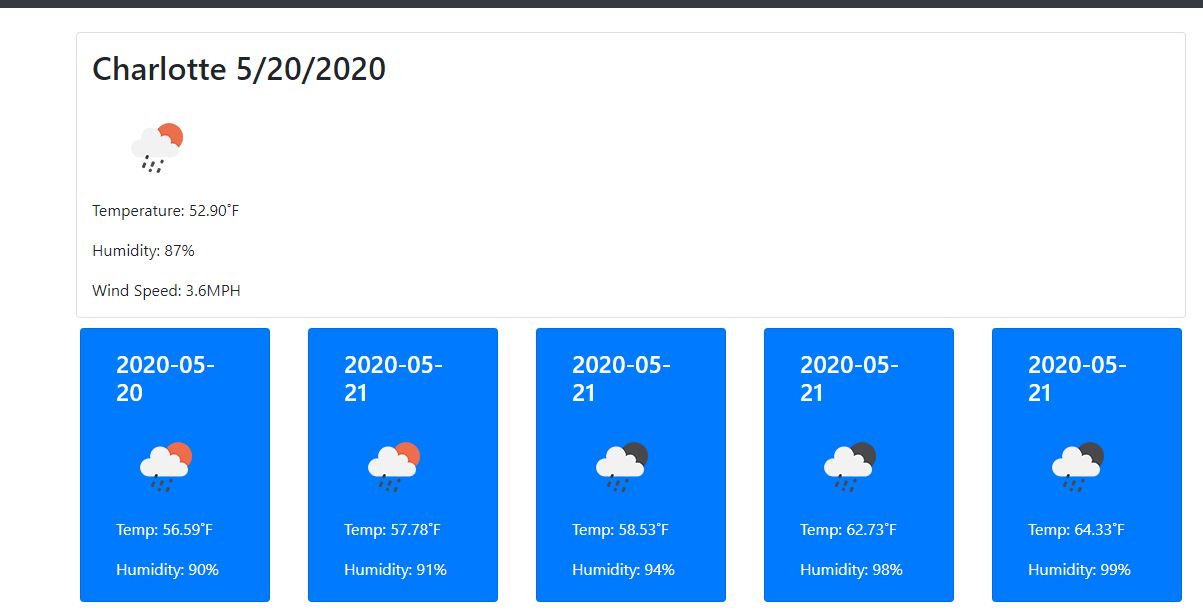 Charlotte 5/20/2020
Temperature: 52.90°F
Humidity: 87%
Wind Speed: 3.6MPH
2020-05-
20
Temp: 56.59°F
Humidity: 90%
2020-05-
21
Temp: 57.78°F
Humidity: 91%
2020-05-
21
Temp: 58.53°F
Humidity: 94%
2020-05-
21
Temp: 62.73°F
Humidity: 98%
2020-05-
21
Temp: 64.33°F
Humidity: 99%